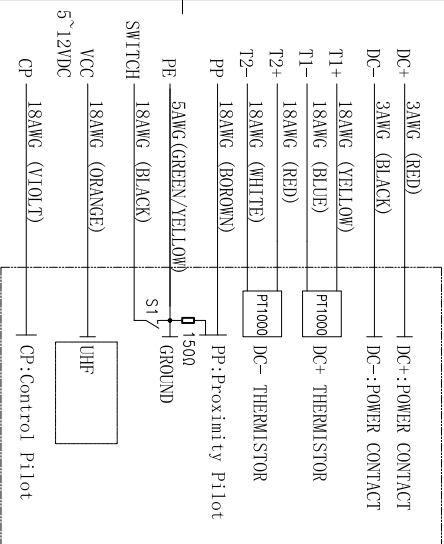 DC+ 3AWG (RED) DC+:POWER CONTACT
DC- 3AWG (BLACK) DC-:POWER CONTACT
T1+ 18AWG (YELLOW)
PT1000 DC+ THERMISTOR
T1- 18AWG (BLUE)
T2+ 18AWG (RED)
PT1000 DC- THERMISTOR
T2- 18AWG (WHITE)
PP 18AWG (BOROWN) PP:Proximity Pilot
150Ω
PE 5AWG(GREEN/YELLOW) GROUND
S1
SWITCH 18AWG (BLACK)
VCC 18AWG (ORANGE) UHF
5~12VDC
CP 18AWG (VIOLT) CP:Control Pilot